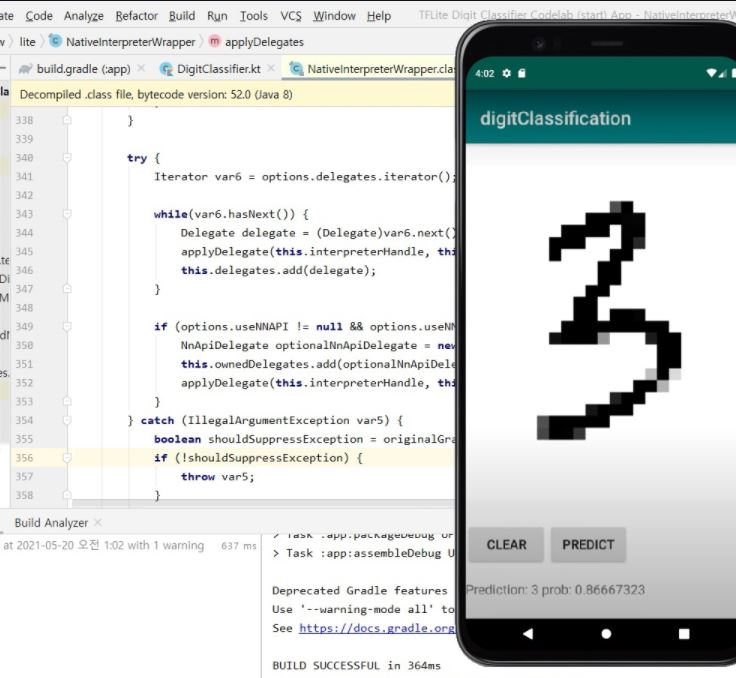 Code Analyze Refactor Build Run Tools VCS Window Help TFLite Digit Classifier Codelab (start) App - NativeInterpreterW
lite NativeInterpreterWrapper m applyDelegates
build.gradle (:app) DigitClassifier.kt NativeInterpreterWrapper.clas
Decompiled .class file, bytecode version: 52.0 (Java 8)
338 }
339
340 try {
341 Iterator var6 = options.delegates.iterator();
342
343 while(var6.hasNext()) {
344 Delegate delegate = (Delegate)var6.next()
345 applyDelegate(this.interpreterHandle, thi
346 this.delegates.add(delegate);
347 }
348
349 if (options.useNNAPI != null && options.useNN
350 NnApiDelegate optionalNnApiDelegate = new
351 this.ownedDelegates.add(optionalNnApiDele
352 applyDelegate(this.interpreterHandle, thi
353 }
354 } catch (IllegalArgumentException var5) {
355 boolean shouldSuppressException = originalGra
356 if (!shouldSuppressException) {
357 throw var5;
358 }
Build Analyzer
at 2021-05-20 오전 1:02 with 1 warning 637 ms
> Task :app:packageDebug UP
> Task :app:assembleDebug U
Deprecated Gradle features
Use '--warning-mode all' to
See https://docs.gradle.org
BUILD SUCCESSFUL in 364ms
4:02
digitClassification
3
CLEAR PREDICT
Prediction: 3 prob: 0.86667323